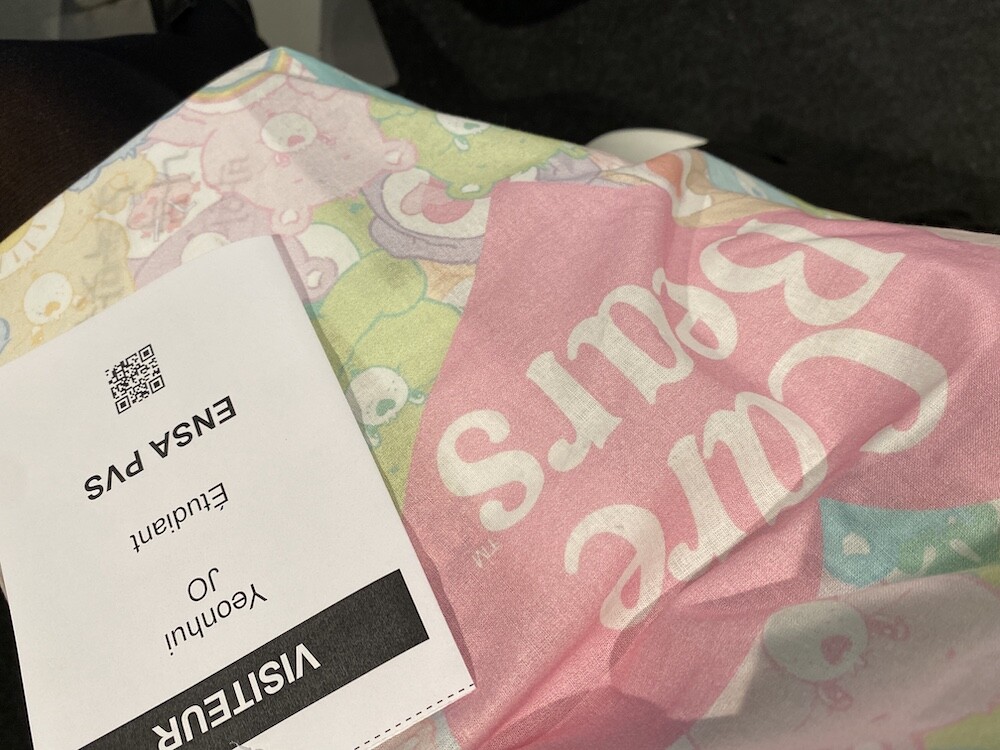 VISITEUR
Yeonhui
JO
Étudiant
ENSA PVS
Care
Bears
TM